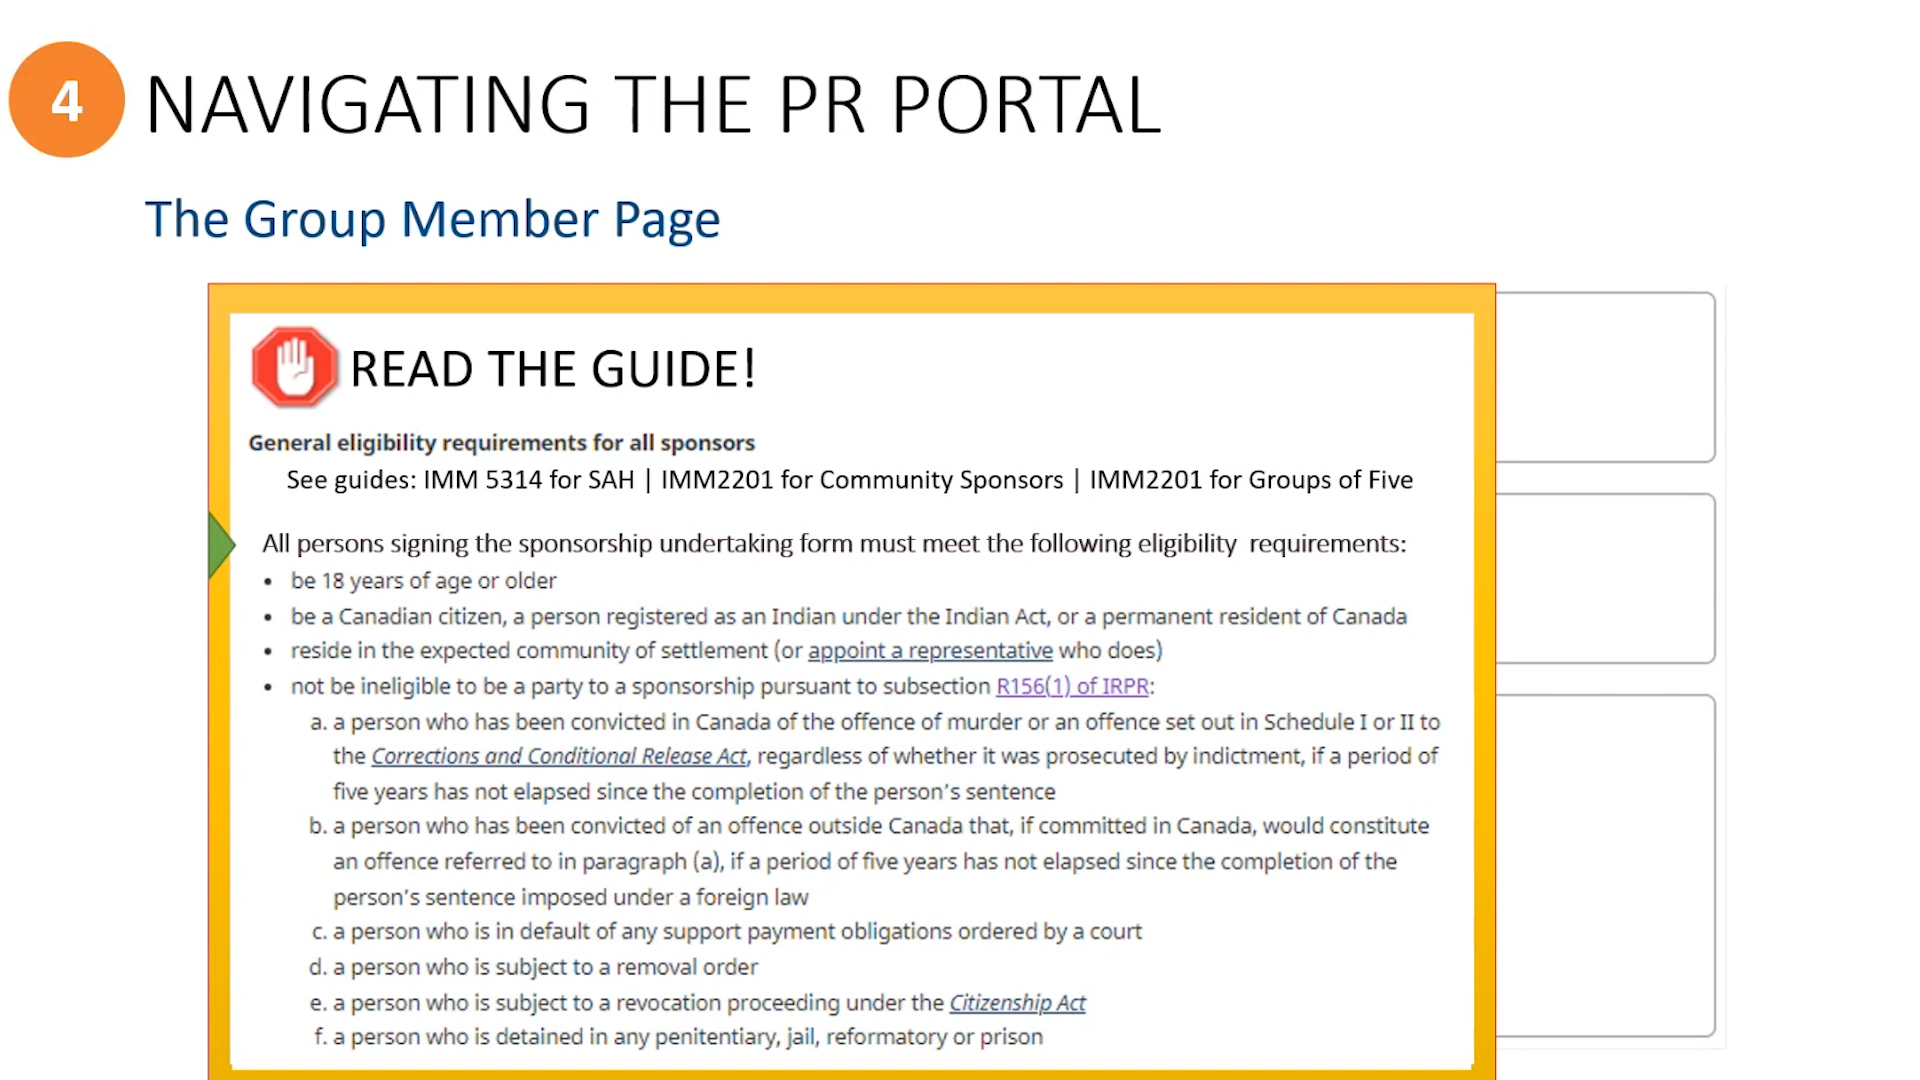 4
NAVIGATING THE PR PORTAL
The Group Member Page
READ THE GUIDE!
General eligibility requirements for all sponsors
See guides: IMM 5314 for SAH | IMM2201 for Community Sponsors | IMM2201 for Groups of Five
All persons signing the sponsorship undertaking form must meet the following eligibility requirements:
• be 18 years of age or older
• be a Canadian citizen, a person registered as an Indian under the Indian Act, or a permanent resident of Canada
• reside in the expected community of settlement (or appoint a representative who does)
• not be ineligible to be a party to a sponsorship pursuant to subsection R156(1) of IRPR:
a. a person who has been convicted in Canada of the offence of murder or an offence set out in Schedule I or II to
the Corrections and Conditional Release Act, regardless of whether it was prosecuted by indictment, if a period of
five years has not elapsed since the completion of the person's sentence
b. a person who has been convicted of an offence outside Canada that, if committed in Canada, would constitute
an offence referred to in paragraph (a), if a period of five years has not elapsed since the completion of the
person's sentence imposed under a foreign law
c. a person who is in default of any support payment obligations ordered by a court
d. a person who is subject to a removal order
e. a person who is subject to a revocation proceeding under the Citizenship Act
f. a person who is detained in any penitentiary, jail, reformatory or prison